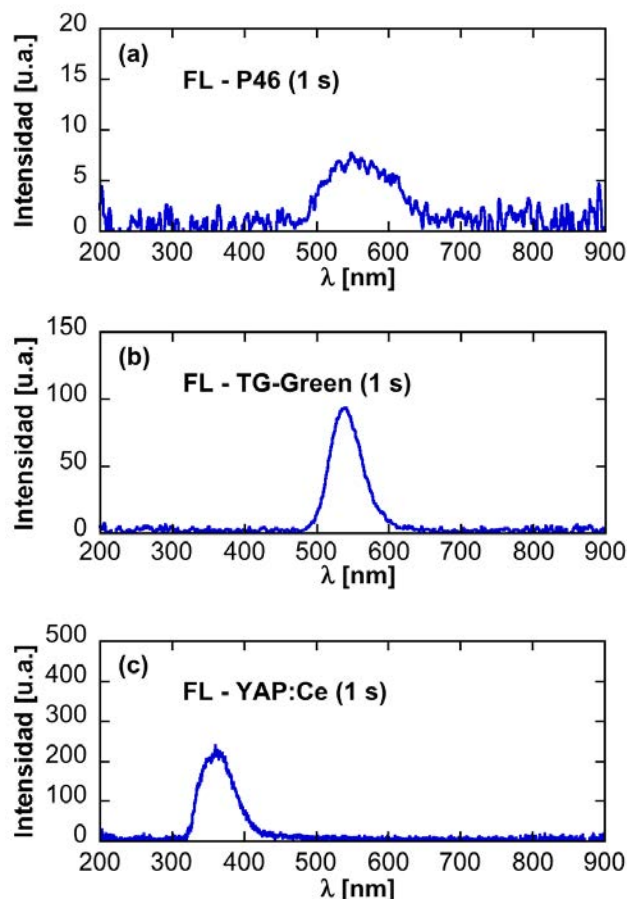 (a)
FL - P46 (1 s)
Intensidad [u.a.]
20
15
10
5
0
200 300 400 500 600 700 800 900
λ [nm]
(b)
FL - TG-Green (1 s)
Intensidad [u.a.]
150
100
50
0
200 300 400 500 600 700 800 900
λ [nm]
(c)
FL - YAP:Ce (1 s)
Intensidad [u.a.]
500
400
300
200
100
0
200 300 400 500 600 700 800 900
λ [nm]